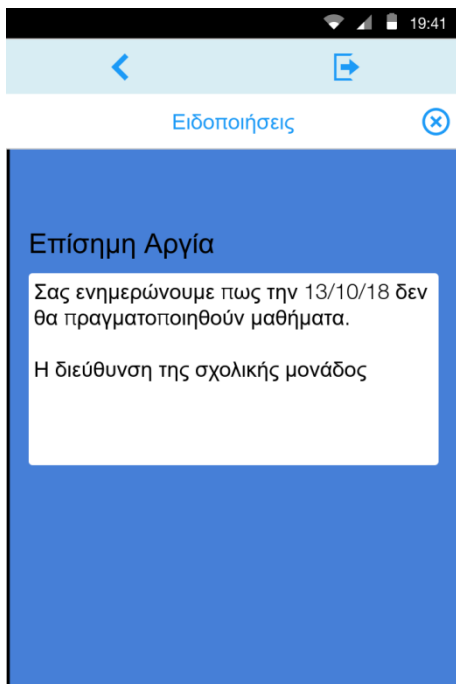 19:41
Ειδοποιήσεις
Επίσημη Αργία
Σας ενημερώνουμε πως την 13/10/18 δεν
θα πραγματοποιηθούν μαθήματα.
Η διεύθυνση της σχολικής μονάδος